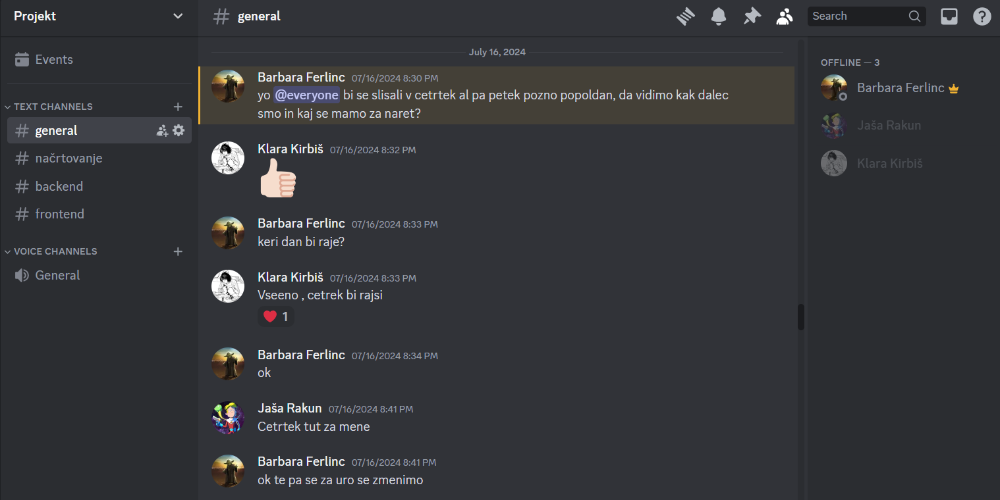 Projekt
general
Search
Events
TEXT CHANNELS
general
načrtovanje
backend
frontend
VOICE CHANNELS
General
July 16, 2024
Barbara Ferlinc 07/16/2024 8:30 PM
yo @everyone bi se slisali v cetrtek al pa petek pozno popoldan, da vidimo kak dalec
smo in kaj se mamo za naret?
Klara Kirbiš 07/16/2024 8:32 PM
Barbara Ferlinc 07/16/2024 8:33 PM
keri dan bi raje?
Klara Kirbiš 07/16/2024 8:33 PM
Vseeno , cetrek bi rajsi
1
Barbara Ferlinc 07/16/2024 8:34 PM
ok
Jaša Rakun 07/16/2024 8:41 PM
Cetrtek tut za mene
Barbara Ferlinc 07/16/2024 8:41 PM
ok te pa se za uro se zmenimo
OFFLINE — 3
Barbara Ferlinc
Jaša Rakun
Klara Kirbiš